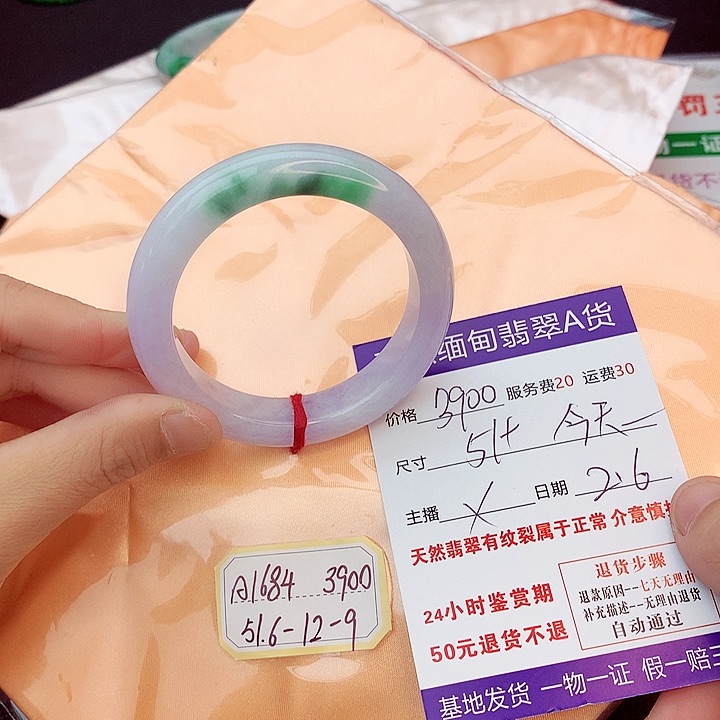 缅甸翡翠A货
价格 3900 服务费20 运费30
尺寸 51+ 今天
主播 X 日期 2.6
天然翡翠有纹裂属于正常 介意慎
24小时鉴赏期
50元退货不退
退货步骤
退款原因--七天无理由
补充描述--无理由退货
自动通过
基地发货 一物一证 假一赔三
A1684 3900
51.6-12-9
罚
一证
货不